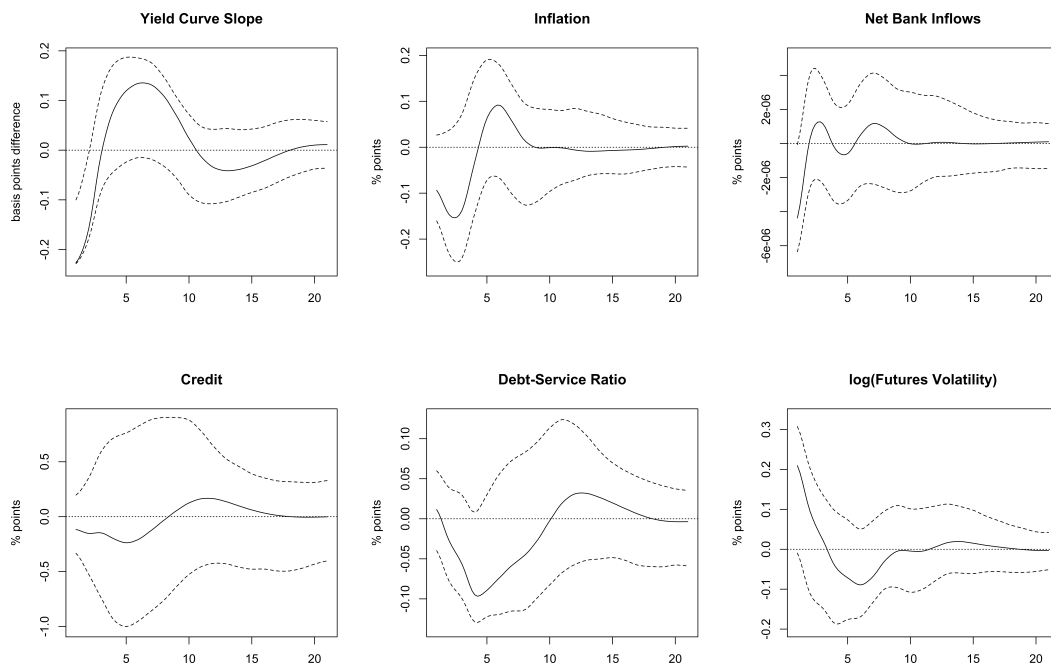 Yield Curve Slope
basis points difference
0.2
0.1
0.0
-0.1
-0.2
5 10 15 20
Inflation
% points
0.2
0.1
0.0
-0.1
-0.2
5 10 15 20
Net Bank Inflows
% points
2e-06
-2e-06
-6e-06
5 10 15 20
Credit
% points
0.5
0.0
-0.5
-1.0
5 10 15 20
Debt-Service Ratio
% points
0.10
0.05
0.00
-0.05
-0.10
5 10 15 20
log(Futures Volatility)
% points
0.3
0.2
0.1
0.0
-0.1
-0.2
5 10 15 20